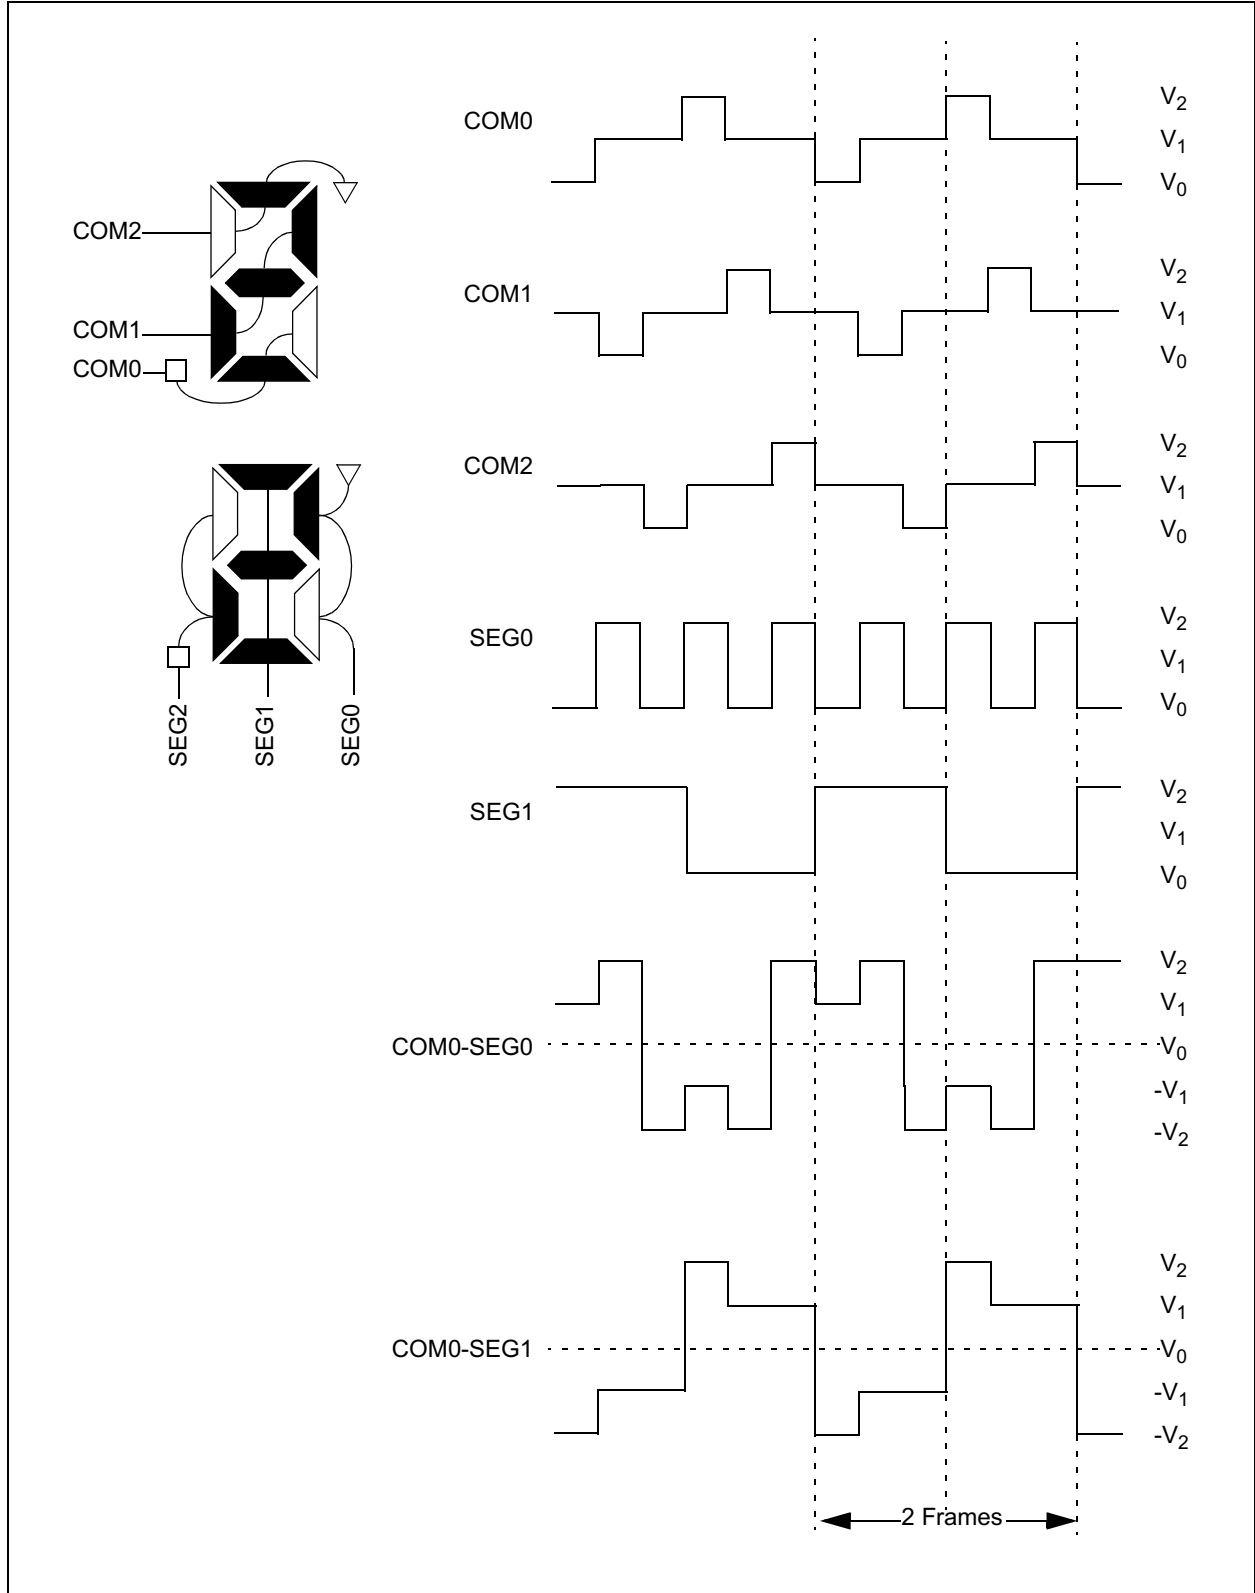 COM2
COM1
COM0
SEG2
SEG1
SEG0
COM0
V2
V1
V0
COM1
V2
V1
V0
COM2
V2
V1
V0
SEG0
V2
V1
V0
SEG1
V2
V1
V0
COM0-SEG0
V2
V1
V0
-V1
-V2
COM0-SEG1
V2
V1
V0
-V1
-V2
2 Frames